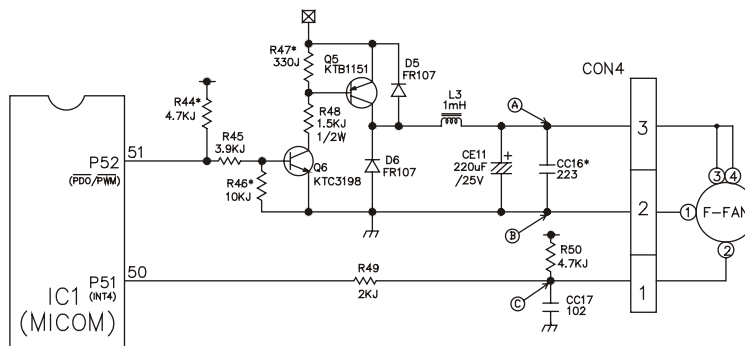 R47*
330J
Q5
KTB1151
D5
FR107
CON4
R44*
4.7KJ
R48
1.5KJ
1/2W
L3
1mH
A
3
51
P52
(PDO/PWM)
R45
3.9KJ
Q6
KTC3198
D6
FR107
CE11
220uF
/25V
+
CC16*
223
3
4
R46*
10KJ
2
1
F-FAN
B
2
R50
4.7KJ
50
P51
(INT4)
R49
2KJ
C
1
CC17
102
IC1
(MICOM)